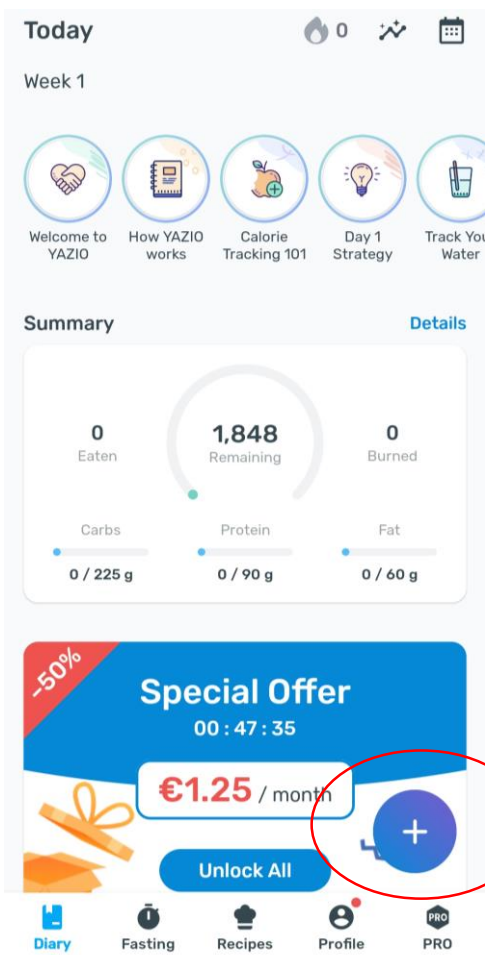 Today
0
Week 1
Welcome to YAZIO
How YAZIO works
Calorie Tracking 101
Day 1 Strategy
Track You
Water
Summary
Details
0
Eaten
1,848
Remaining
0
Burned
Carbs
Protein
Fat
0 / 225 g
0 / 90 g
0 / 60 g
-50%
Special Offer
00 : 47 : 35
€1.25 / month
+
Unlock All
PRO
Diary
Fasting
Recipes
Profile
PRO